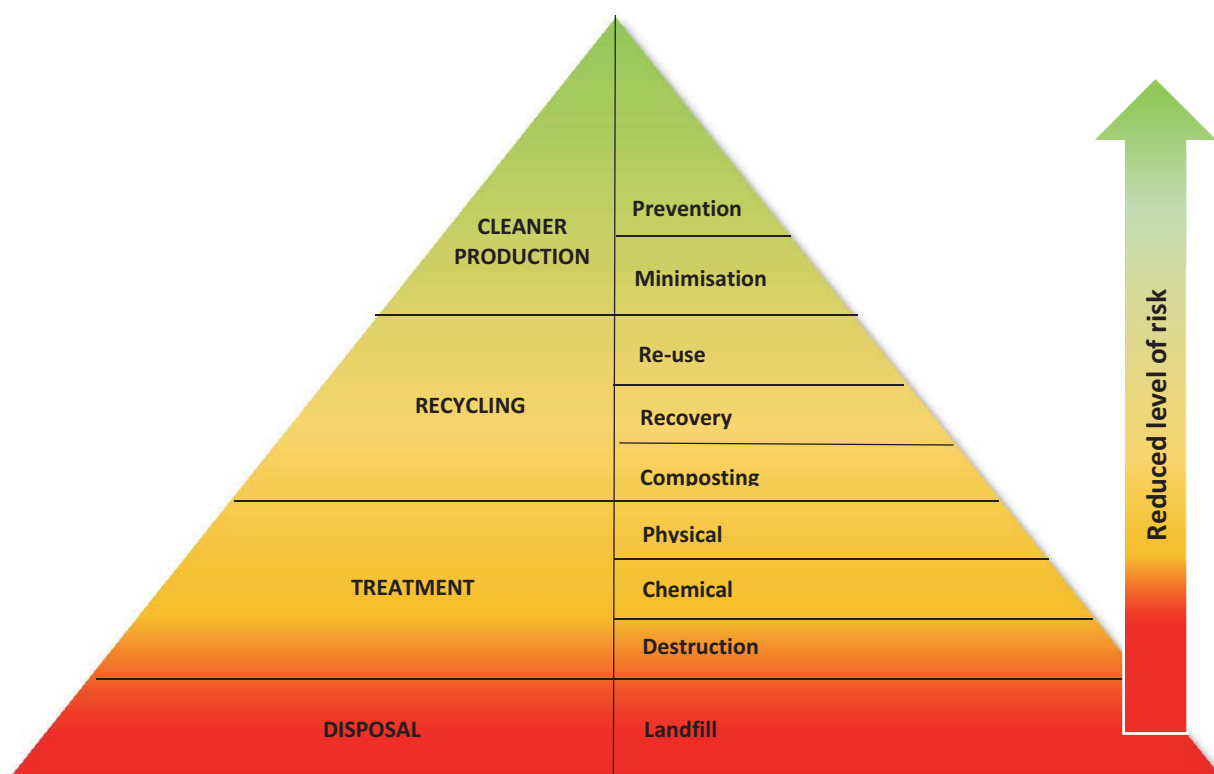 CLEANER
PRODUCTION
Prevention
Minimisation
RECYCLING
Re-use
Recovery
Composting
TREATMENT
Physical
Chemical
Destruction
DISPOSAL
Landfill
Reduced level of risk